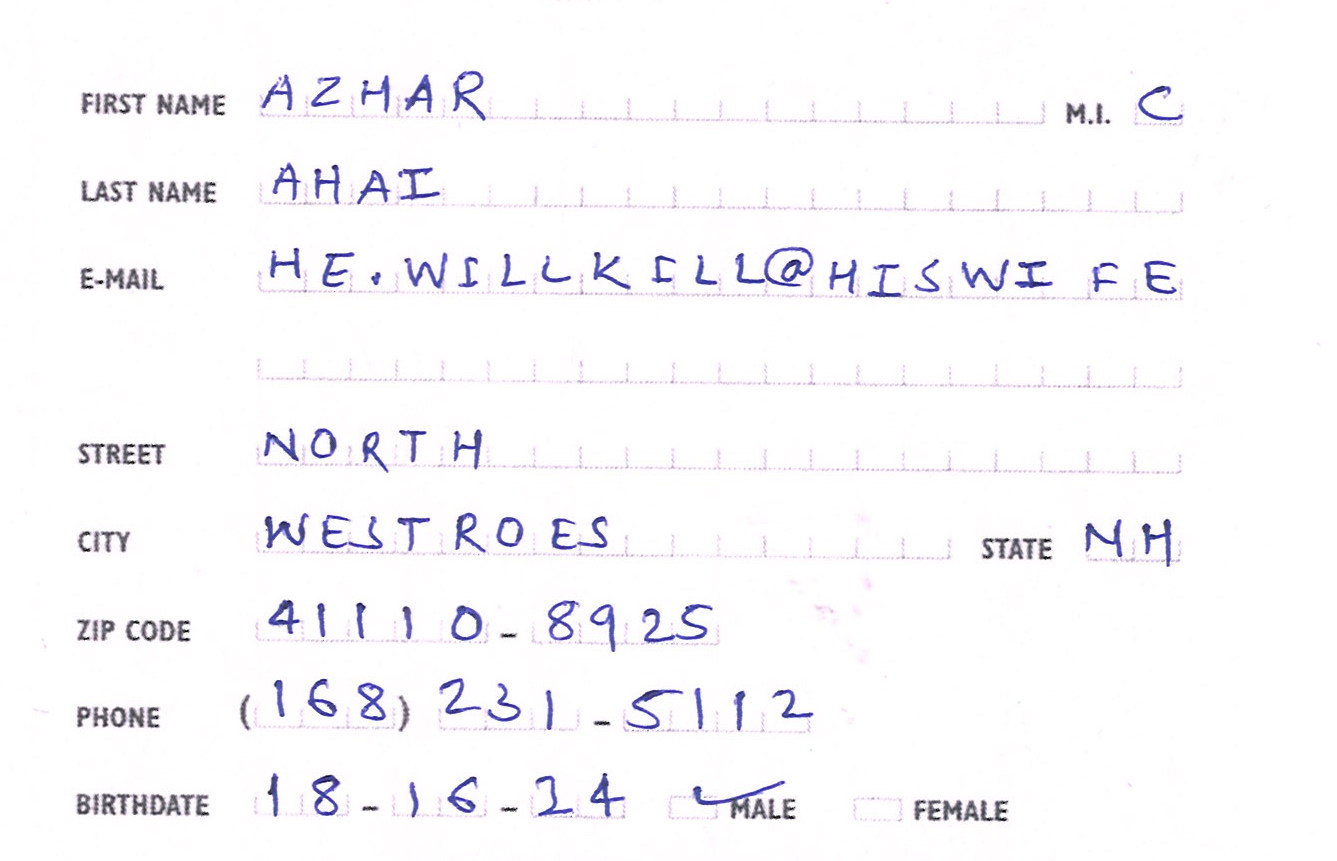 FIRST NAME AZHAR M.I. C
LAST NAME AHAI
E-MAIL HE.WILLKILL@HISWIFE
STREET NORTH
CITY WESTROES STATE NH
ZIP CODE 41110-8925
PHONE (168) 231-5112
BIRTHDATE 18-16-24 ✓ MALE FEMALE